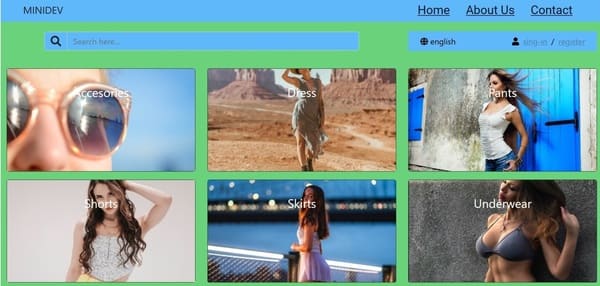 MINIDEV Home About Us Contact
Search here... english sing-in / register
Accesories Dress Pants
Shorts Skirts Underwear